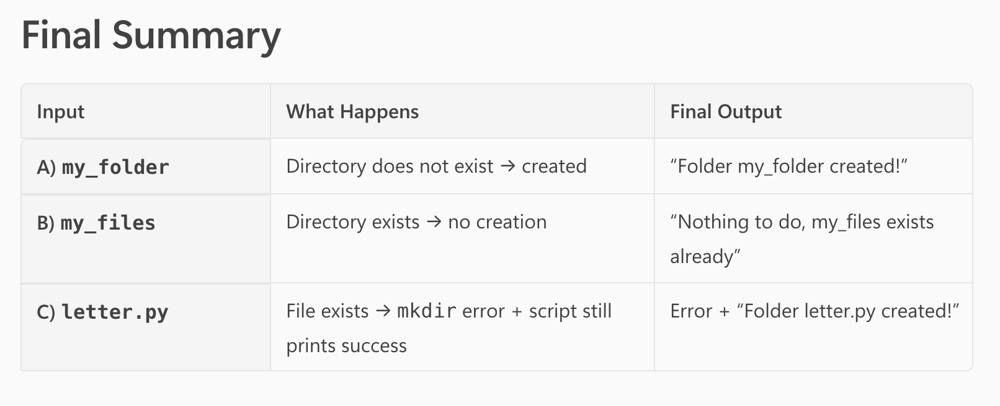 Final Summary
Input
What Happens
Final Output
A) my_folder
Directory does not exist → created
“Folder my_folder created!”
B) my_files
Directory exists → no creation
“Nothing to do, my_files exists
already”
C) letter.py
File exists → mkdir error + script still
prints success
Error + “Folder letter.py created!”